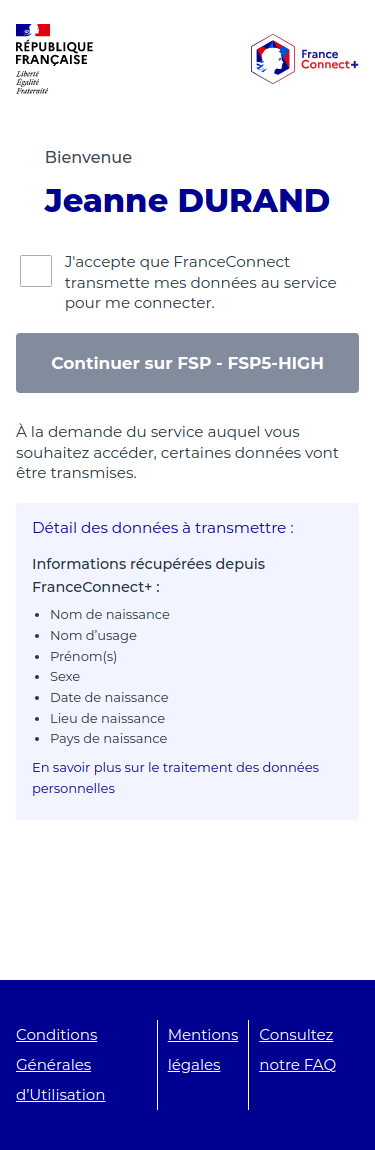 RÉPUBLIQUE
FRANÇAISE
Liberté
Égalité
Fraternité
France
Connect+
Bienvenue
Jeanne DURAND
J'accepte que FranceConnect
transmette mes données au service
pour me connecter.
Continuer sur FSP - FSP5-HIGH
À la demande du service auquel vous
souhaitez accéder, certaines données vont
être transmises.
Détail des données à transmettre :
Informations récupérées depuis
FranceConnect+ :
• Nom de naissance
• Nom d’usage
• Prénom(s)
• Sexe
• Date de naissance
• Lieu de naissance
• Pays de naissance
En savoir plus sur le traitement des données
personnelles
Conditions
Générales
d’Utilisation
Mentions
légales
Consultez
notre FAQ